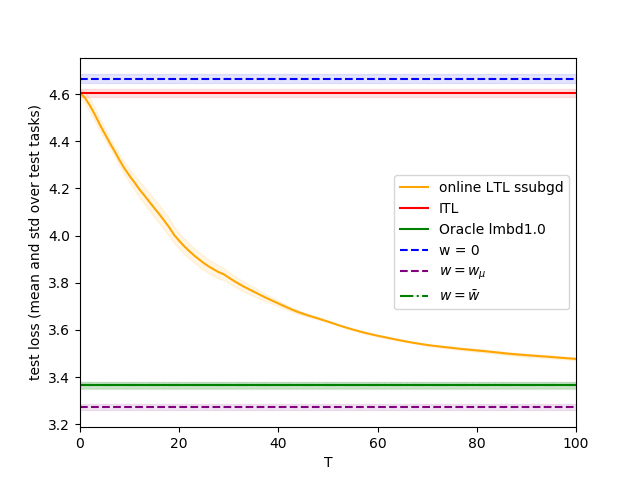 test loss (mean and std over test tasks)
4.6
4.4
4.2
4.0
3.8
3.6
3.4
3.2
online LTL ssubgd
ITL
Oracle lmbd1.0
w = 0
w = w_μ
w = w̄
0 20 40 60 80 100
T